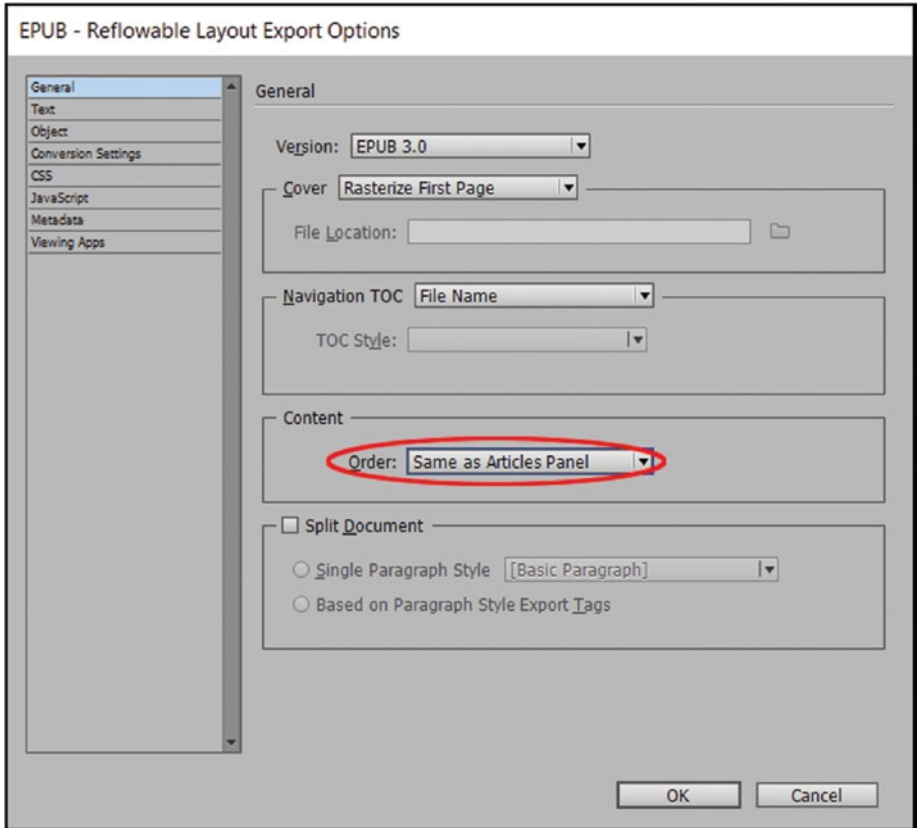 EPUB - Reflowable Layout Export Options
General
Text
Object
Conversion Settings
CSS
JavaScript
Metadata
Viewing Apps
General
Version: EPUB 3.0
Cover Rasterize First Page
File Location:
Navigation TOC File Name
TOC Style:
Content
Order: Same as Articles Panel
Split Document
Single Paragraph Style [Basic Paragraph]
Based on Paragraph Style Export Tags
OK Cancel